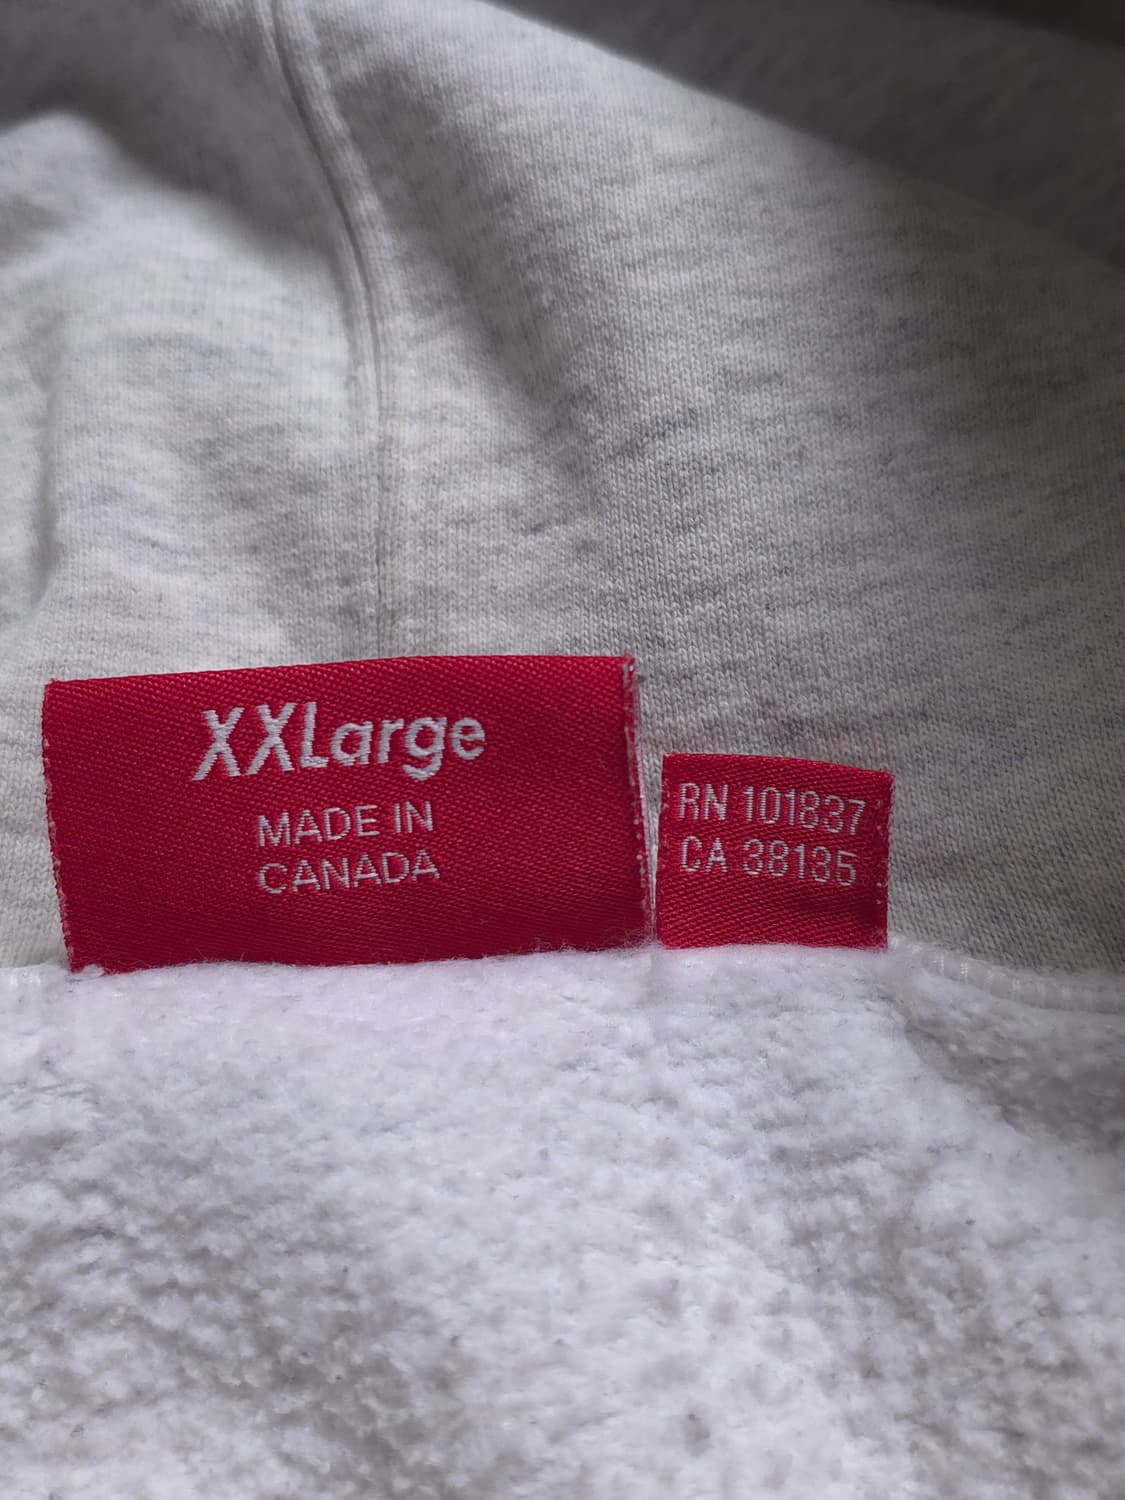 XXLarge
MADE IN
CANADA
RN 101837
CA 38135